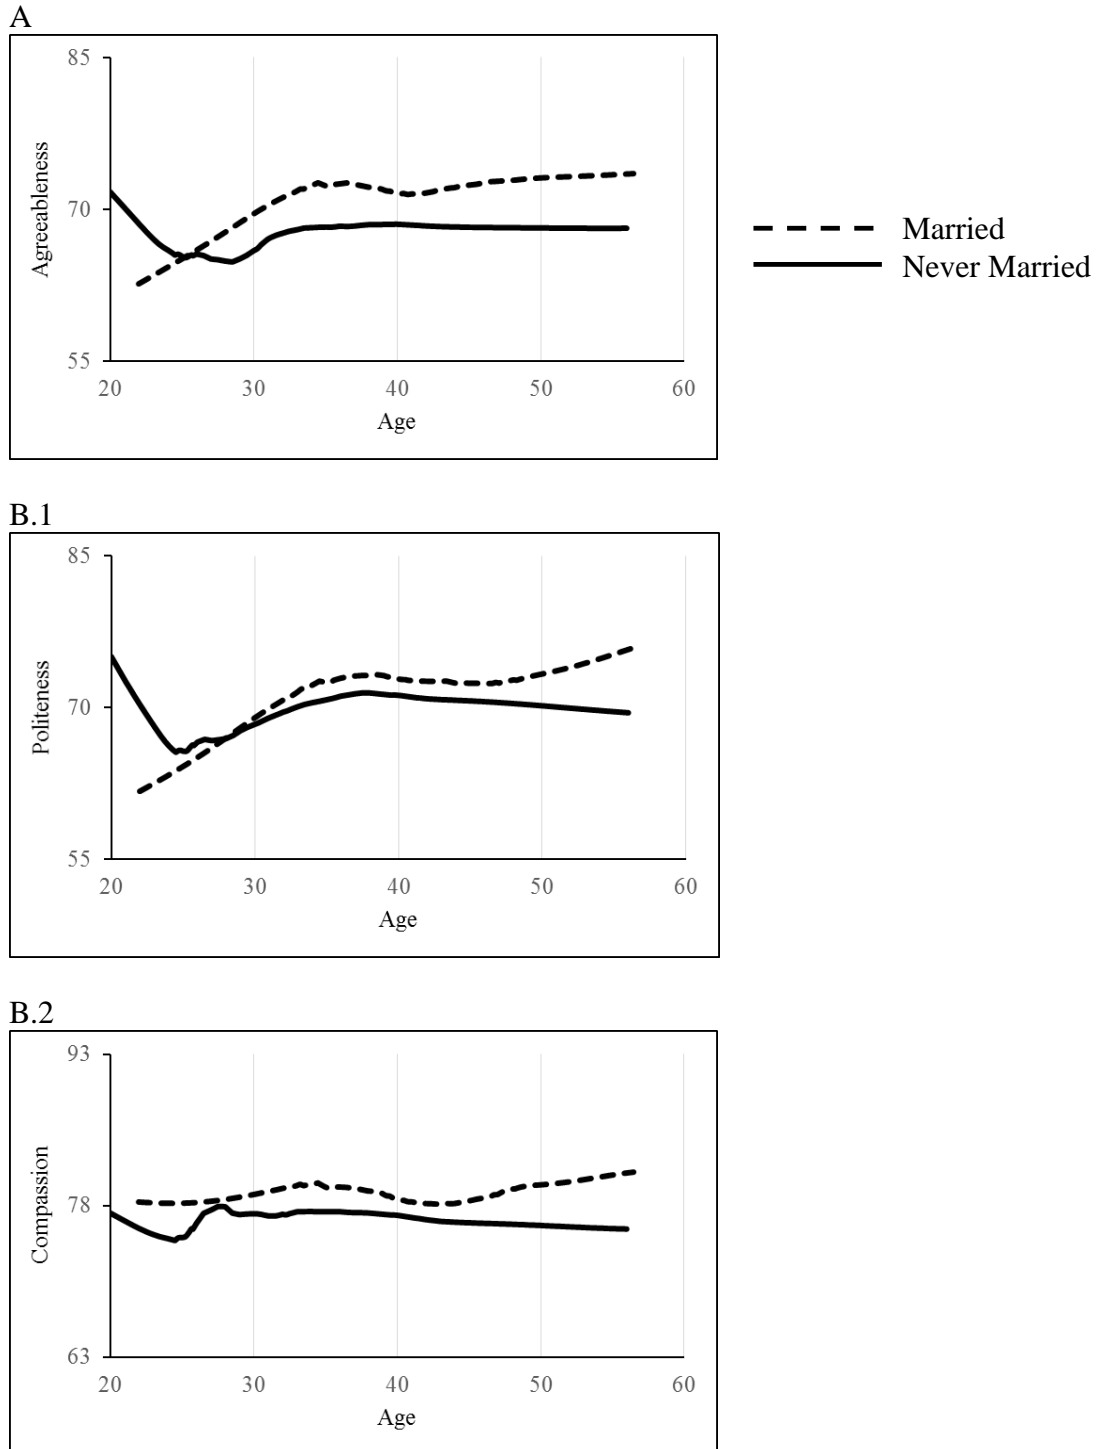 A
85
70
55
Agreeableness
20 30 40 50 60
Age
Married
Never Married
B.1
85
70
55
Politeness
20 30 40 50 60
Age
B.2
93
78
63
Compassion
20 30 40 50 60
Age